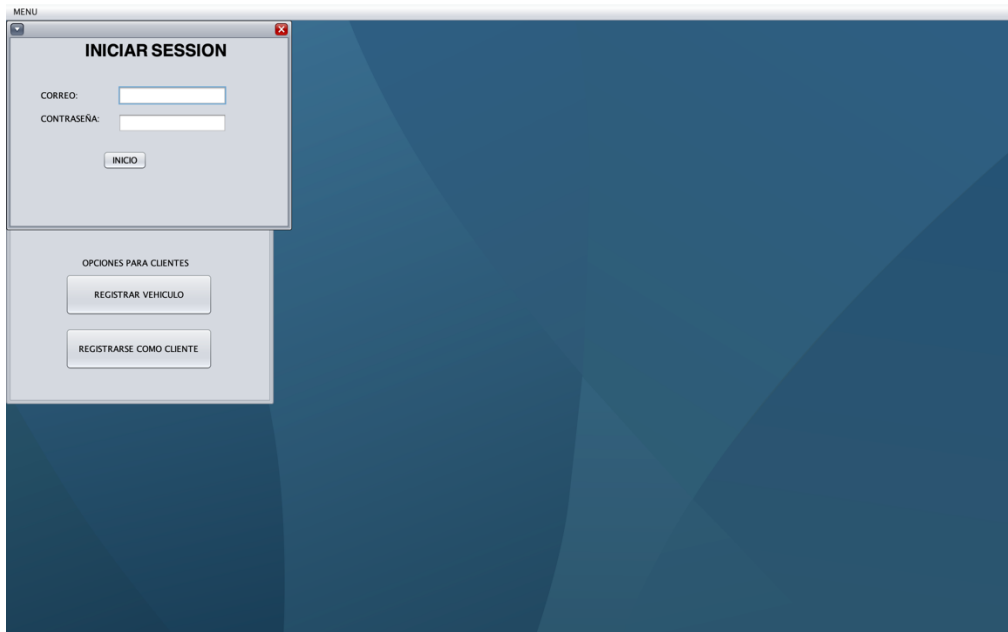 MENU
INICIAR SESSION
CORREO:
CONTRASEÑA:
INICIO
OPCIONES PARA CLIENTES
REGISTRAR VEHICULO
REGISTRARSE COMO CLIENTE